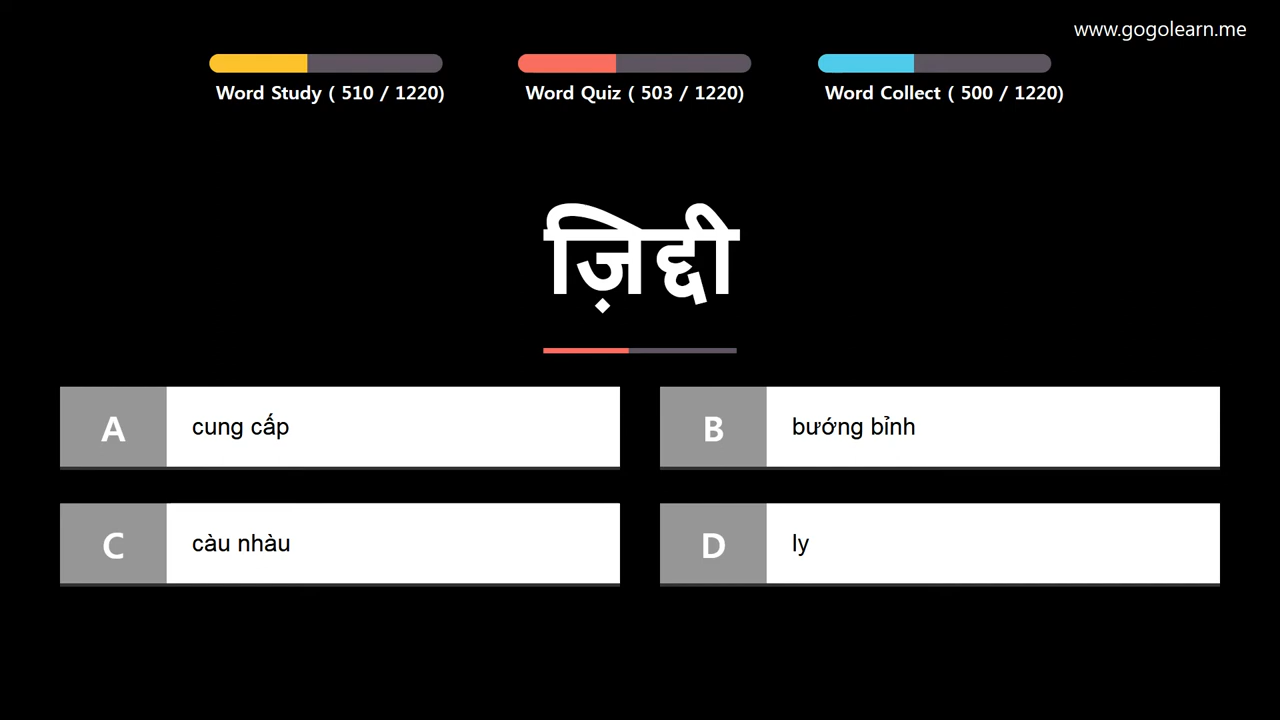 www.gogolearn.me
Word Study ( 510 / 1220)
Word Quiz ( 503 / 1220)
Word Collect ( 500 / 1220)
ज़िद्दी
A cung cấp
B bướng bỉnh
C càu nhàu
D ly